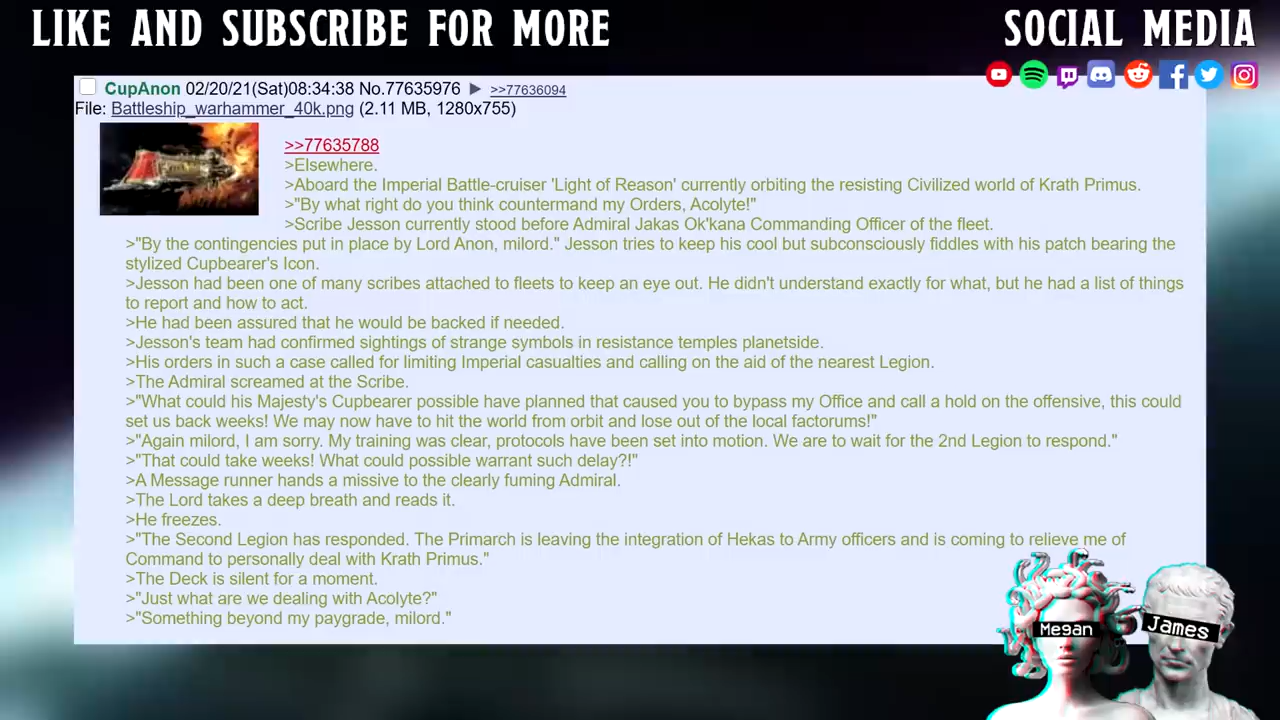 LIKE AND SUBSCRIBE FOR MORE
SOCIAL MEDIA
CupAnon 02/20/21(Sat)08:34:38 No.77635976 ▶ >>77636094
File: Battleship_warhammer_40k.png (2.11 MB, 1280x755)
>>77635788
>Elsewhere.
>Aboard the Imperial Battle-cruiser 'Light of Reason' currently orbiting the resisting Civilized world of Krath Primus.
>"By what right do you think countermand my Orders, Acolyte!"
>Scribe Jesson currently stood before Admiral Jakas Ok'kana Commanding Officer of the fleet.
>"By the contingencies put in place by Lord Anon, milord." Jesson tries to keep his cool but subconsciously fiddles with his patch bearing the
stylized Cupbearer's Icon.
>Jesson had been one of many scribes attached to fleets to keep an eye out. He didn't understand exactly for what, but he had a list of things
to report and how to act.
>He had been assured that he would be backed if needed.
>Jesson's team had confirmed sightings of strange symbols in resistance temples planetside.
>His orders in such a case called for limiting Imperial casualties and calling on the aid of the nearest Legion.
>The Admiral screamed at the Scribe.
>"What could his Majesty's Cupbearer possible have planned that caused you to bypass my Office and call a hold on the offensive, this could
set us back weeks! We may now have to hit the world from orbit and lose out of the local factorums!"
>"Again milord, I am sorry. My training was clear, protocols have been set into motion. We are to wait for the 2nd Legion to respond."
>"That could take weeks! What could possible warrant such delay?!"
>A Message runner hands a missive to the clearly fuming Admiral.
>The Lord takes a deep breath and reads it.
>He freezes.
>"The Second Legion has responded. The Primarch is leaving the integration of Hekas to Army officers and is coming to relieve me of
Command to personally deal with Krath Primus."
>The Deck is silent for a moment.
>"Just what are we dealing with Acolyte?"
>"Something beyond my paygrade, milord."
Megan
James